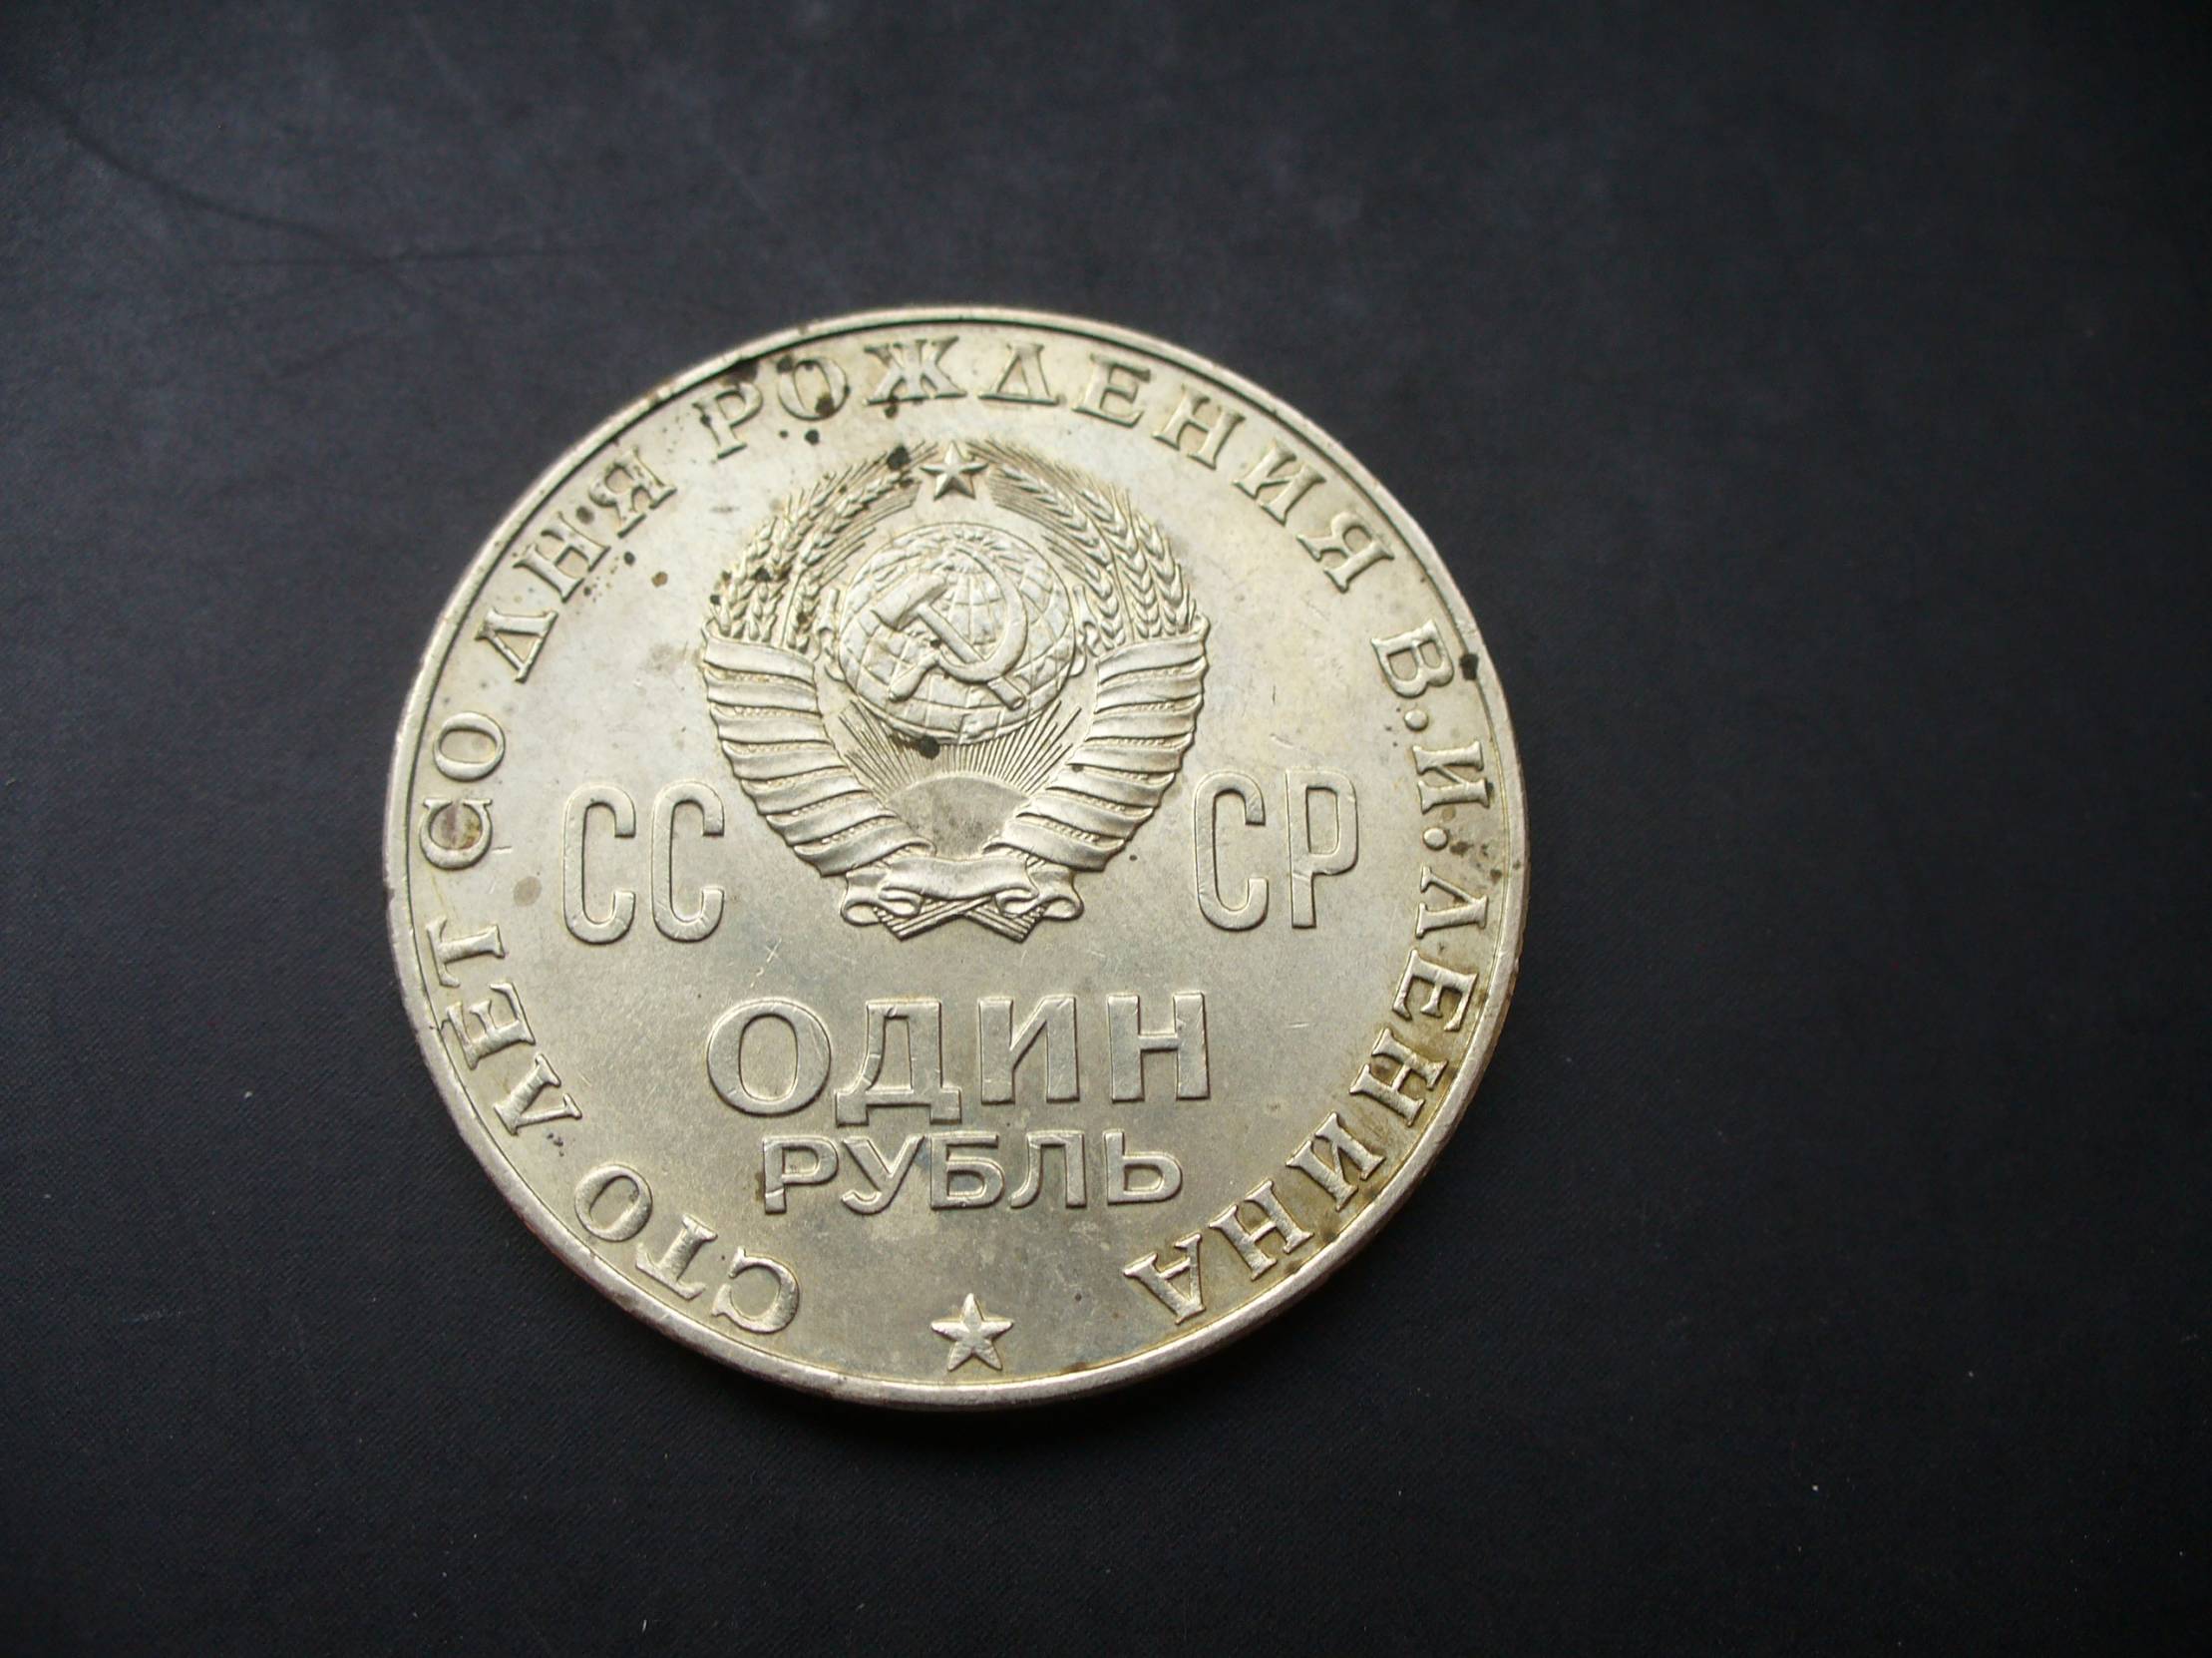 СТО ЛЕТ СО ДНЯ РОЖДЕНИЯ В.И.ЛЕНИНА
СС СР
ОДИН
РУБЛЬ